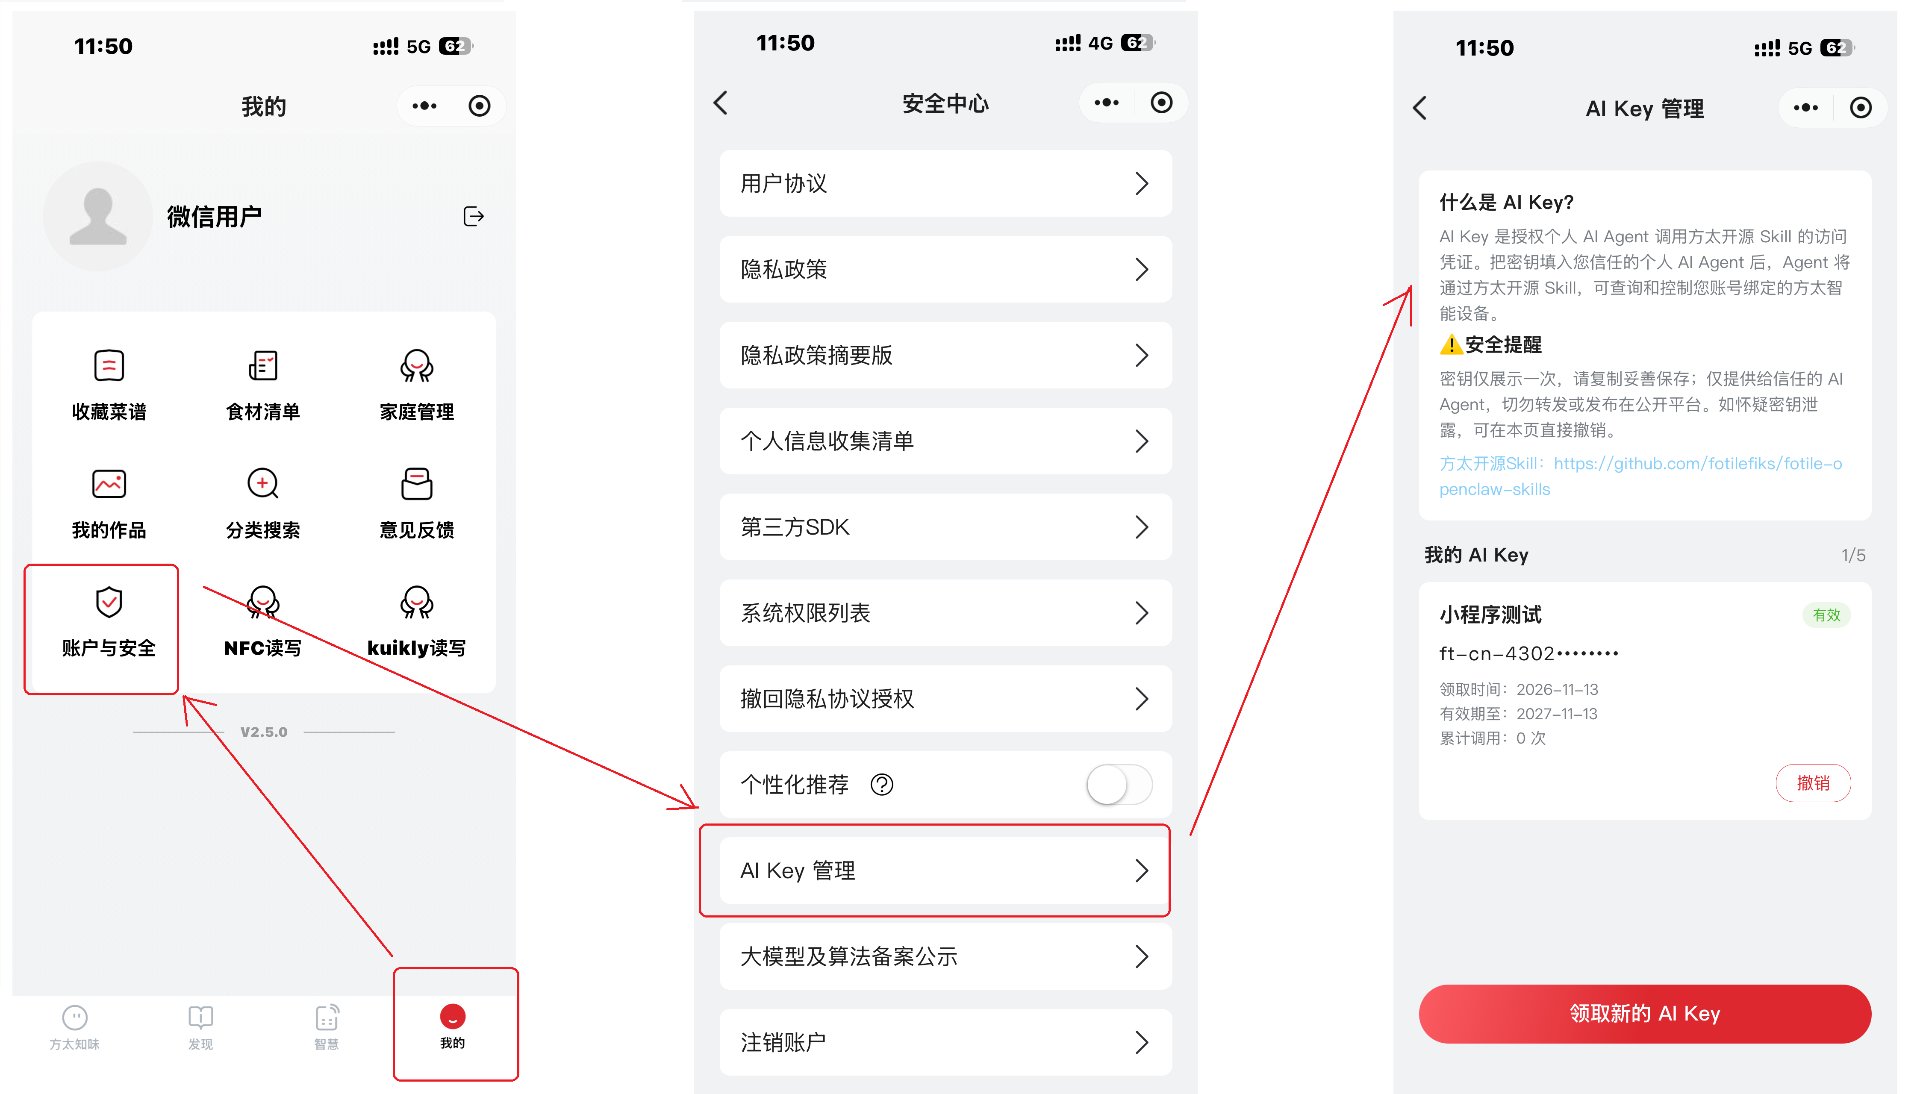 11:50
5G 62
我的
微信用户
收藏菜谱
食材清单
家庭管理
我的作品
分类搜索
意见反馈
账户与安全
NFC读写
kuikly读写
V2.5.0
方太知味
发现
智慧
我的
11:50
4G 62
安全中心
用户协议
隐私政策
隐私政策摘要版
个人信息收集清单
第三方SDK
系统权限列表
撤回隐私协议授权
个性化推荐 ?
AI Key 管理
大模型及算法备案公示
注销账户
11:50
5G 62
AI Key 管理
什么是 AI Key?
AI Key 是授权个人 AI Agent 调用方太开源 Skill 的访问
凭证。把密钥填入您信任的个人 AI Agent 后，Agent 将
通过方太开源 Skill，可查询和控制您账号绑定的方太智
能设备。
⚠️安全提醒
密钥仅展示一次，请复制妥善保存；仅提供给信任的 AI
Agent，切勿转发或发布在公开平台。如怀疑密钥泄
露，可在本页直接撤销。
方太开源Skill：https://github.com/fotilefiks/fotile-o
penclaw-skills
我的 AI Key
1/5
小程序测试
有效
ft-cn-4302••••••••
领取时间：2026-11-13
有效期至：2027-11-13
累计调用：0 次
撤销
领取新的 AI Key